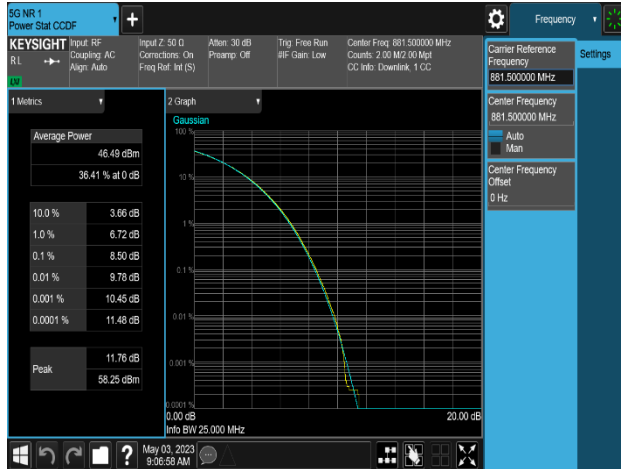 5G NR 1
Power Stat CCDF
Frequency
KEYSIGHT
RL
Input: RF
Coupling: AC
Align: Auto
Input Z: 50 Ω
Corrections: On
Freq Ref: Int (S)
Atten: 30 dB
Preamp: Off
Trig: Free Run
#IF Gain: Low
Center Freq: 881.500000 MHz
Counts: 2.00 M/2.00 Mpt
CC Info: Downlink, 1 CC
1 Metrics
Average Power
46.49 dBm
36.41 % at 0 dB
10.0 % 3.66 dB
1.0 % 6.72 dB
0.1 % 8.50 dB
0.01 % 9.78 dB
0.001 % 10.45 dB
0.0001 % 11.48 dB
Peak
11.76 dB
58.25 dBm
2 Graph
Gaussian
100 %
10 %
1 %
0.1 %
0.01 %
0.001 %
0.0001 %
0.00 dB
20.00 dB
Info BW 25.000 MHz
Carrier Reference
Frequency
881.500000 MHz
Settings
Center Frequency
881.500000 MHz
Auto
Man
Center Frequency
Offset
0 Hz
?
May 03, 2023
9:06:58 AM